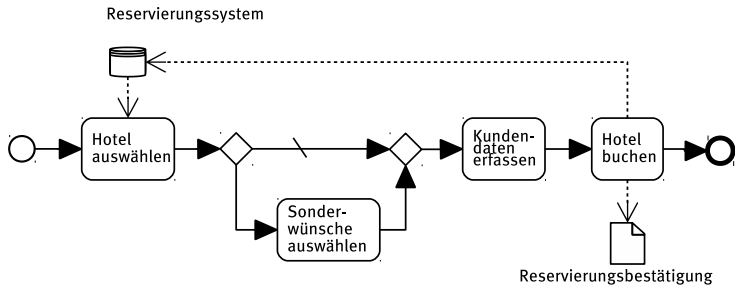 Reservierungssystem
Hotel
auswählen
Sonder-
wünsche
auswählen
Kunden-
daten
erfassen
Hotel
buchen
Reservierungsbestätigung